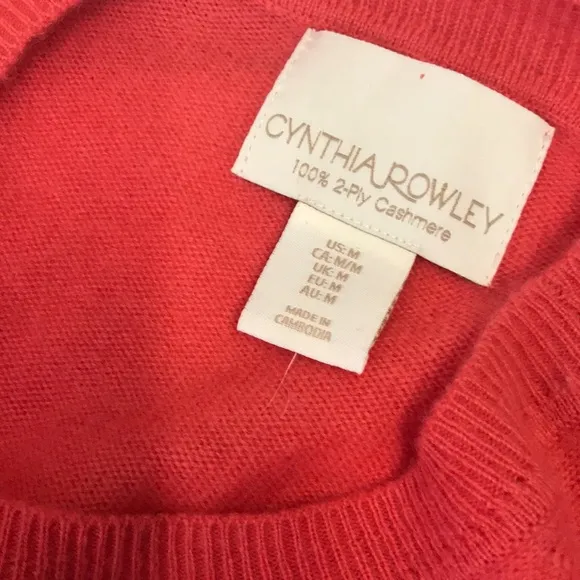 CYNTHIA ROWLEY
100% 2-Ply Cashmere
US: M
CA: M/M
UK: M
EU: M
AU: M
MADE IN
CAMBODIA